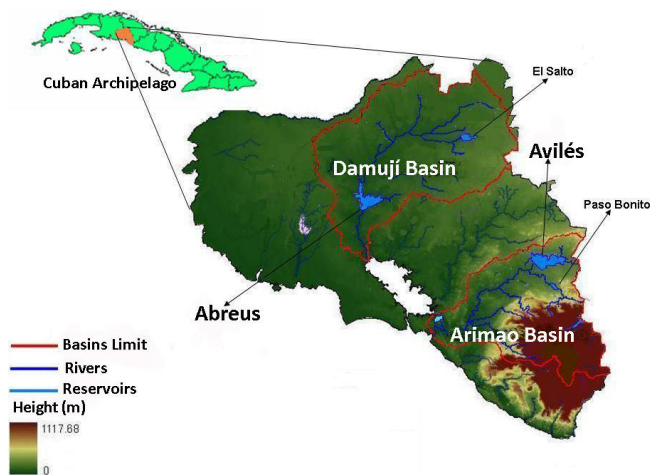 Cuban Archipelago
El Salto
Avilés
Damují Basin
Paso Bonito
Abreus
Arimao Basin
Basins Limit
Rivers
Reservoirs
Height (m)
1117.68
0